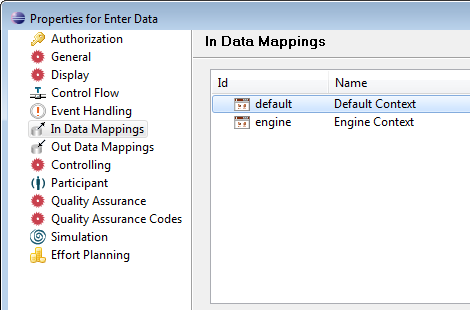 Properties for Enter Data
Authorization
General
Display
Control Flow
Event Handling
In Data Mappings
Out Data Mappings
Controlling
Participant
Quality Assurance
Quality Assurance Codes
Simulation
Effort Planning
In Data Mappings
Id Name
default Default Context
engine Engine Context